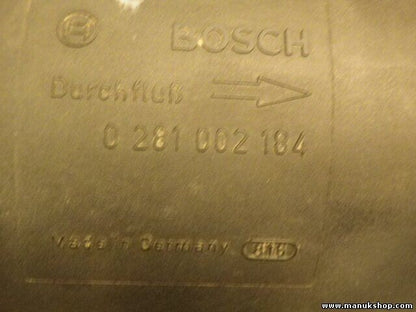 BOSCH
Durchfluß
0 281 002 184
Made in Germany
www.manukshop.com